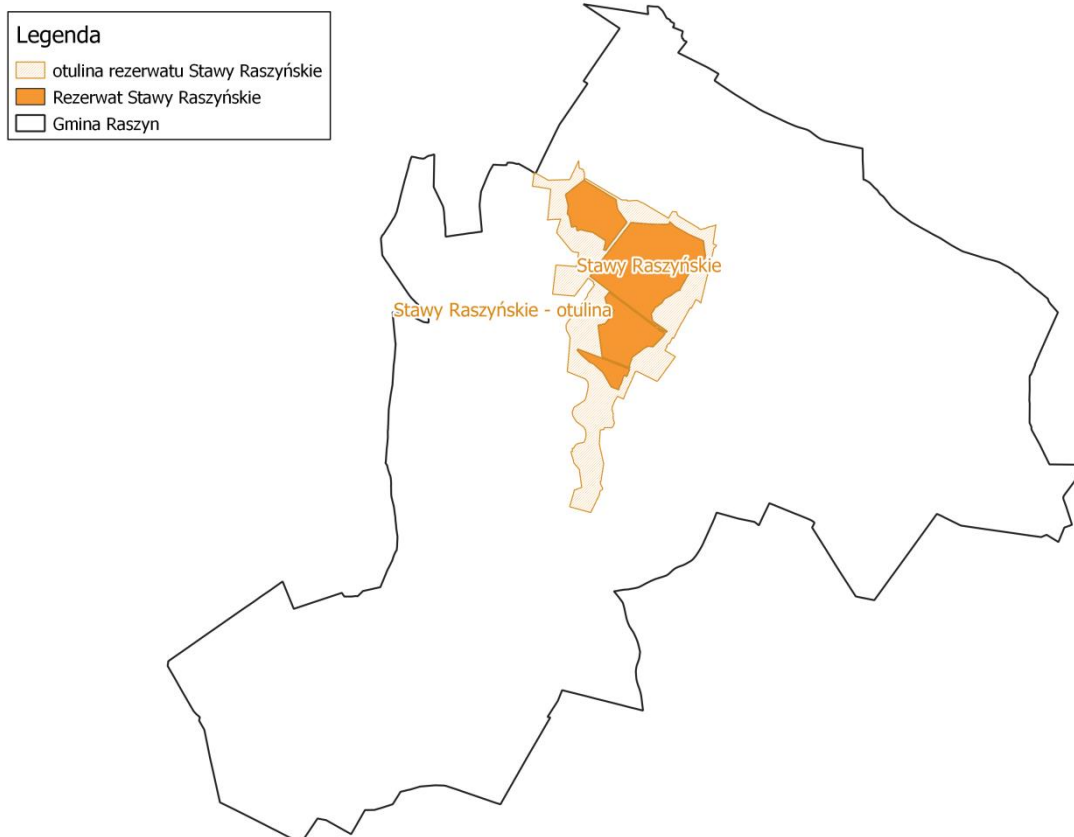 Legenda
otulina rezerwatu Stawy Raszyńskie
Rezerwat Stawy Raszyńskie
Gmina Raszyn
Stawy Raszyńskie
Stawy Raszyńskie - otulina